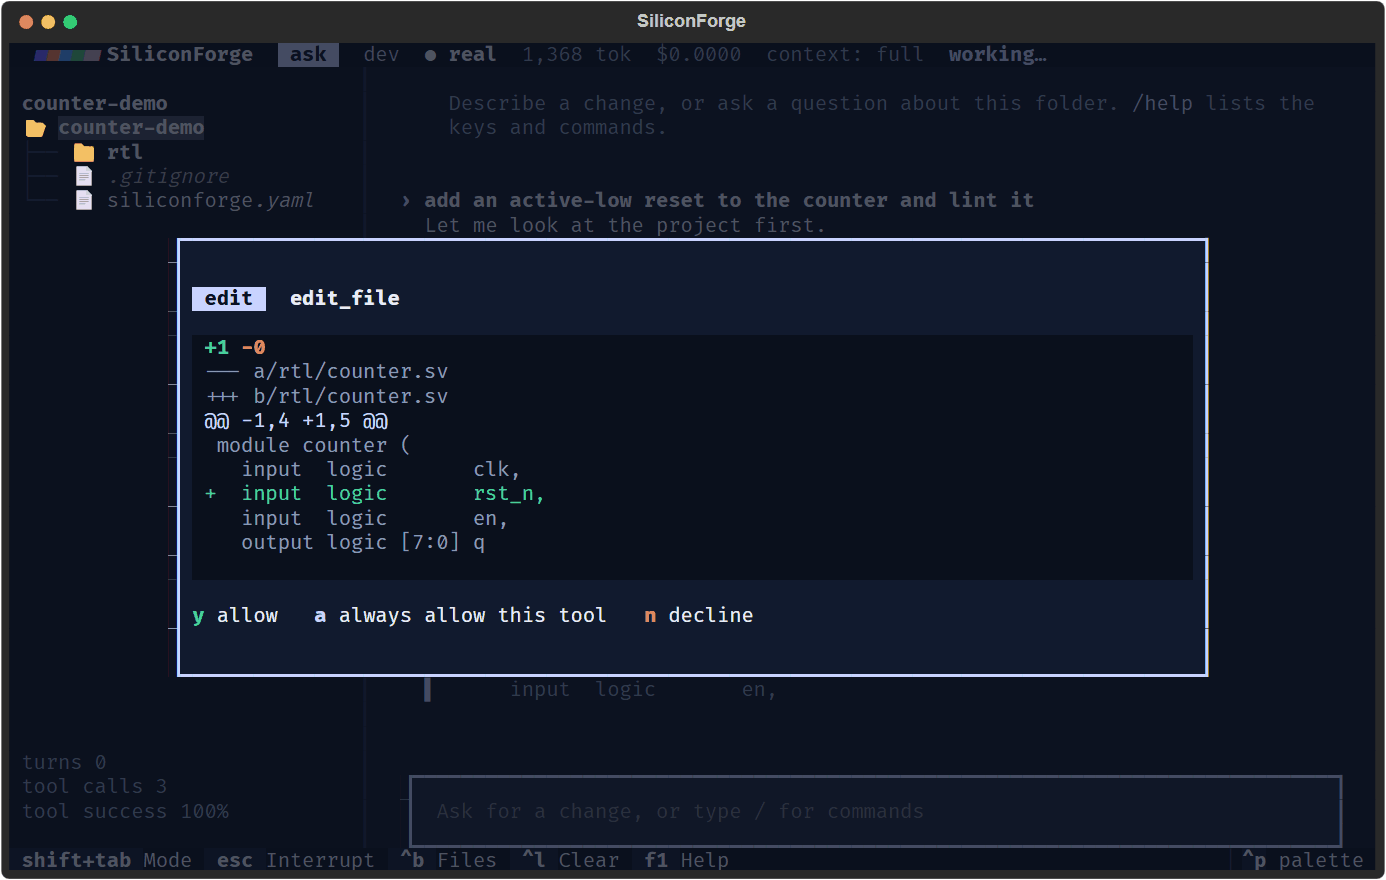 SiliconForge
SiliconForge ask dev ● real 1,368 tok $0.0000 context: full working…
counter-demo
counter-demo
rtl
.gitignore
siliconforge.yaml
Describe a change, or ask a question about this folder. /help lists the
keys and commands.
› add an active-low reset to the counter and lint it
Let me look at the project first.
edit edit_file
+1 -0
--- a/rtl/counter.sv
+++ b/rtl/counter.sv
@@ -1,4 +1,5 @@
module counter (
input logic clk,
+ input logic rst_n,
input logic en,
output logic [7:0] q
y allow a always allow this tool n decline
input logic en,
turns 0
tool calls 3
tool success 100%
Ask for a change, or type / for commands
shift+tab Mode esc Interrupt ^b Files ^l Clear f1 Help ^p palette